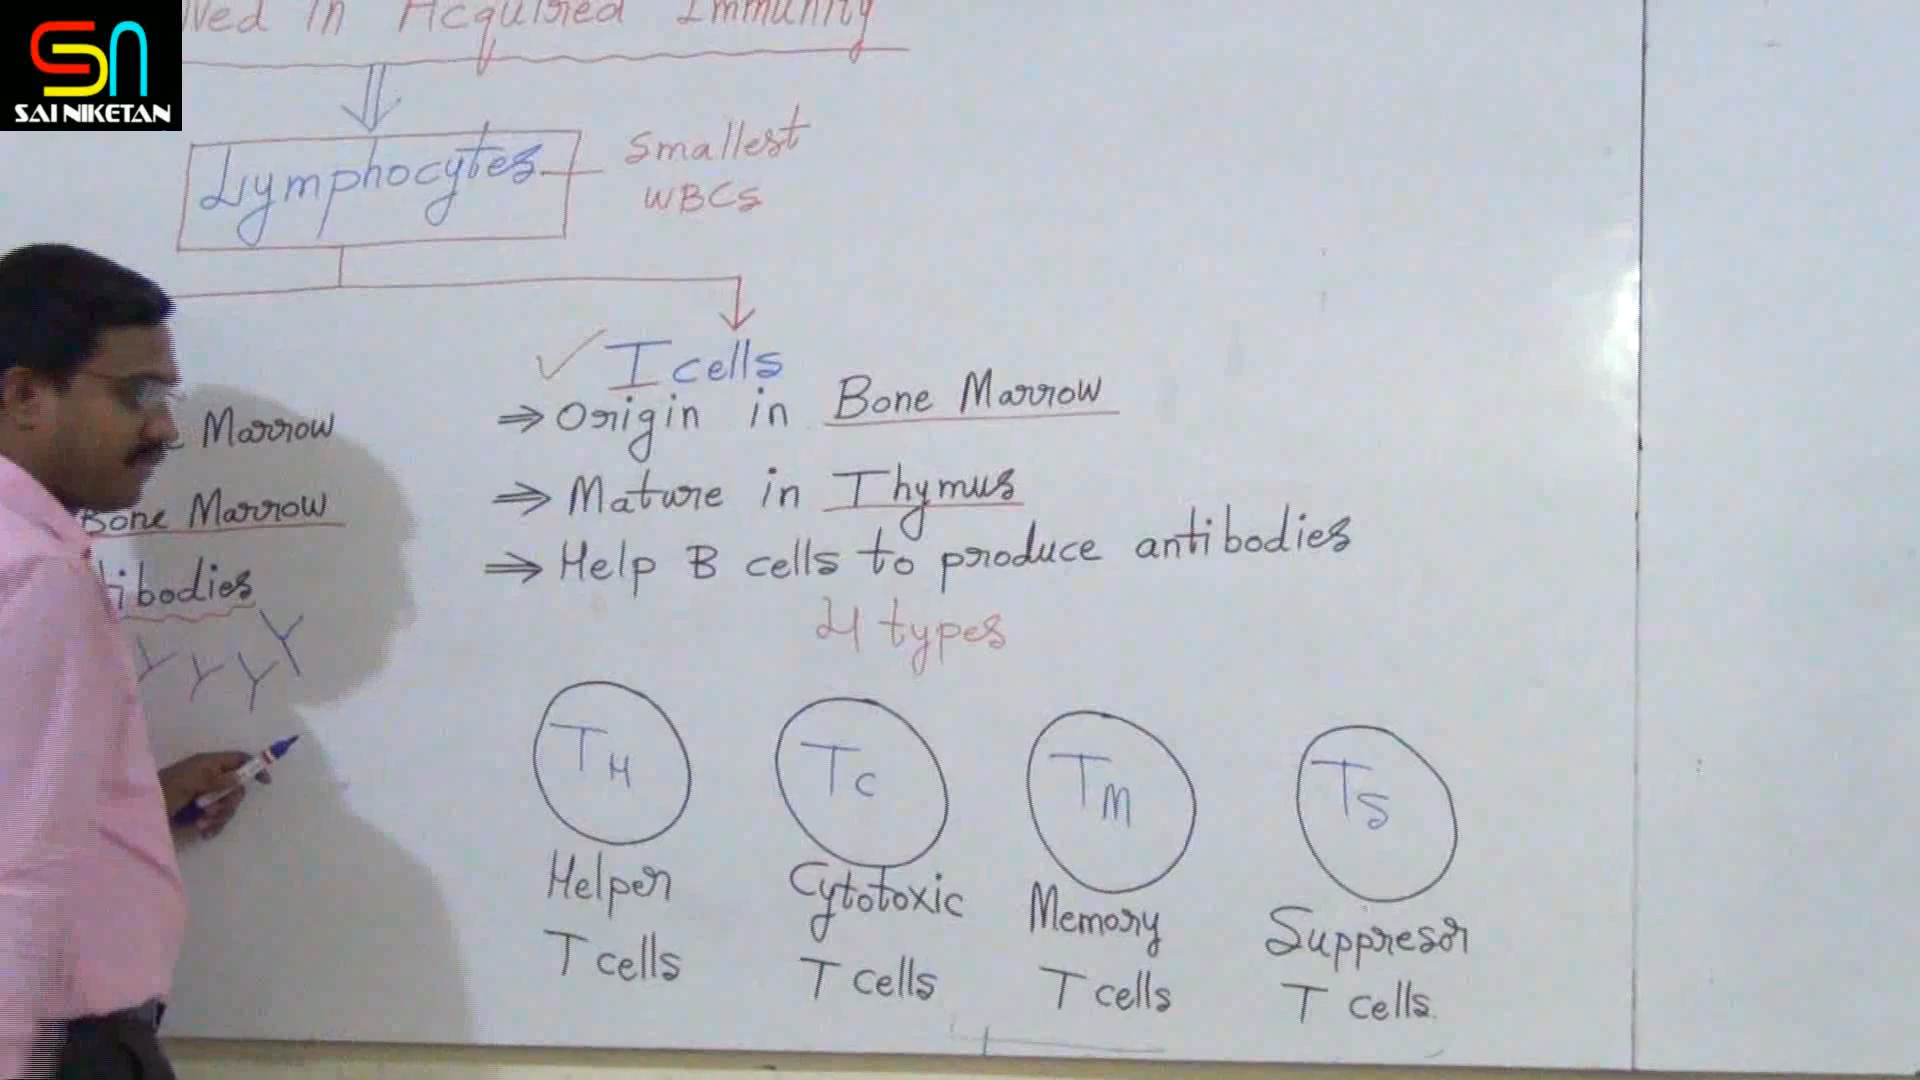 in Acquired Immunity
SN
SAI NIKETAN
Lymphocytes
Smallest
WBCs
T cells
Marrow
⇒ Origin in Bone Marrow
Bone Marrow
⇒ Mature in Thymus
⇒ Help B cells to produce antibodies
tibodies
4 types
TH
TC
TM
TS
Helper
T cells
Cytotoxic
T cells
Memory
T cells
Suppresor
T cells.